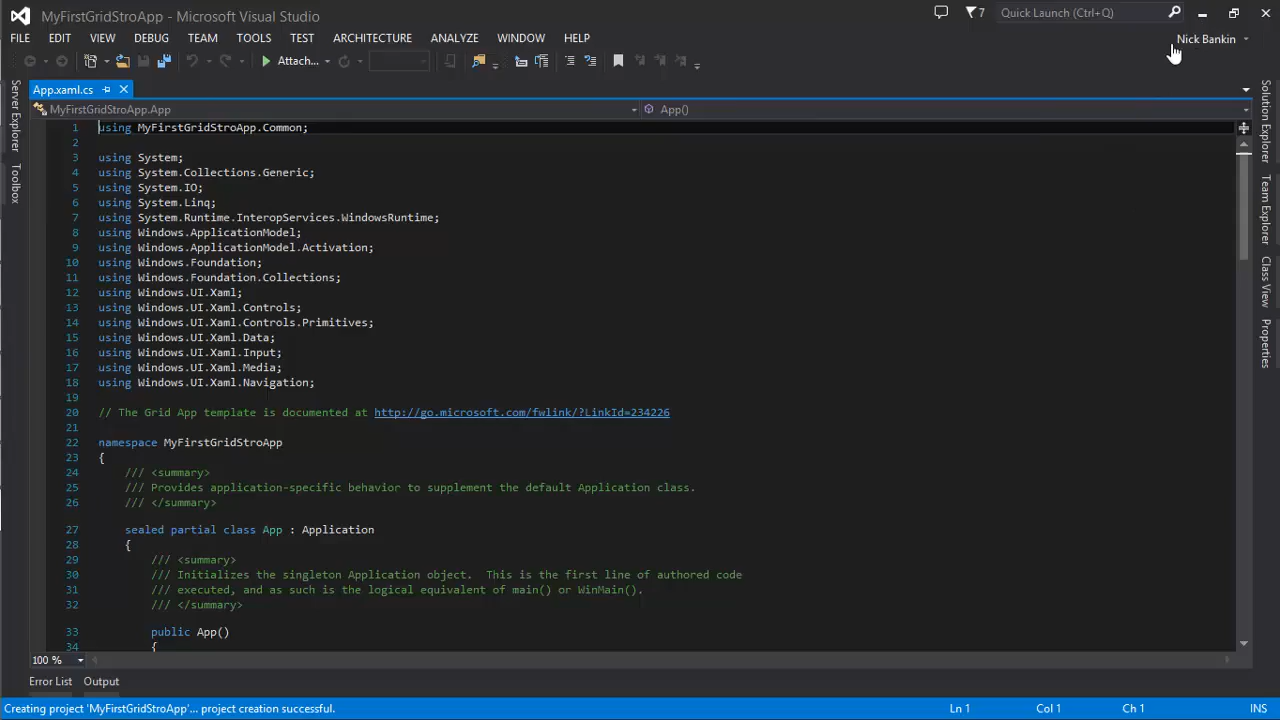 MyFirstGridStroApp - Microsoft Visual Studio
7
Quick Launch (Ctrl+Q)
FILE EDIT VIEW DEBUG TEAM TOOLS TEST ARCHITECTURE ANALYZE WINDOW HELP
Nick Bankin
Attach...
App.xaml.cs
MyFirstGridStroApp.App
App()
Server Explorer
Toolbox
Solution Explorer
Team Explorer
Class View
Properties
1 using MyFirstGridStroApp.Common;
2
3 using System;
4 using System.Collections.Generic;
5 using System.IO;
6 using System.Linq;
7 using System.Runtime.InteropServices.WindowsRuntime;
8 using Windows.ApplicationModel;
9 using Windows.ApplicationModel.Activation;
10 using Windows.Foundation;
11 using Windows.Foundation.Collections;
12 using Windows.UI.Xaml;
13 using Windows.UI.Xaml.Controls;
14 using Windows.UI.Xaml.Controls.Primitives;
15 using Windows.UI.Xaml.Data;
16 using Windows.UI.Xaml.Input;
17 using Windows.UI.Xaml.Media;
18 using Windows.UI.Xaml.Navigation;
19
20 // The Grid App template is documented at http://go.microsoft.com/fwlink/?LinkId=234226
21
22 namespace MyFirstGridStroApp
23 {
24 /// <summary>
25 /// Provides application-specific behavior to supplement the default Application class.
26 /// </summary>
27 sealed partial class App : Application
28 {
29 /// <summary>
30 /// Initializes the singleton Application object.  This is the first line of authored code
31 /// executed, and as such is the logical equivalent of main() or WinMain().
32 /// </summary>
33 public App()
34 {
100 %
Error List Output
Creating project 'MyFirstGridStroApp'... project creation successful.
Ln 1 Col 1 Ch 1 INS